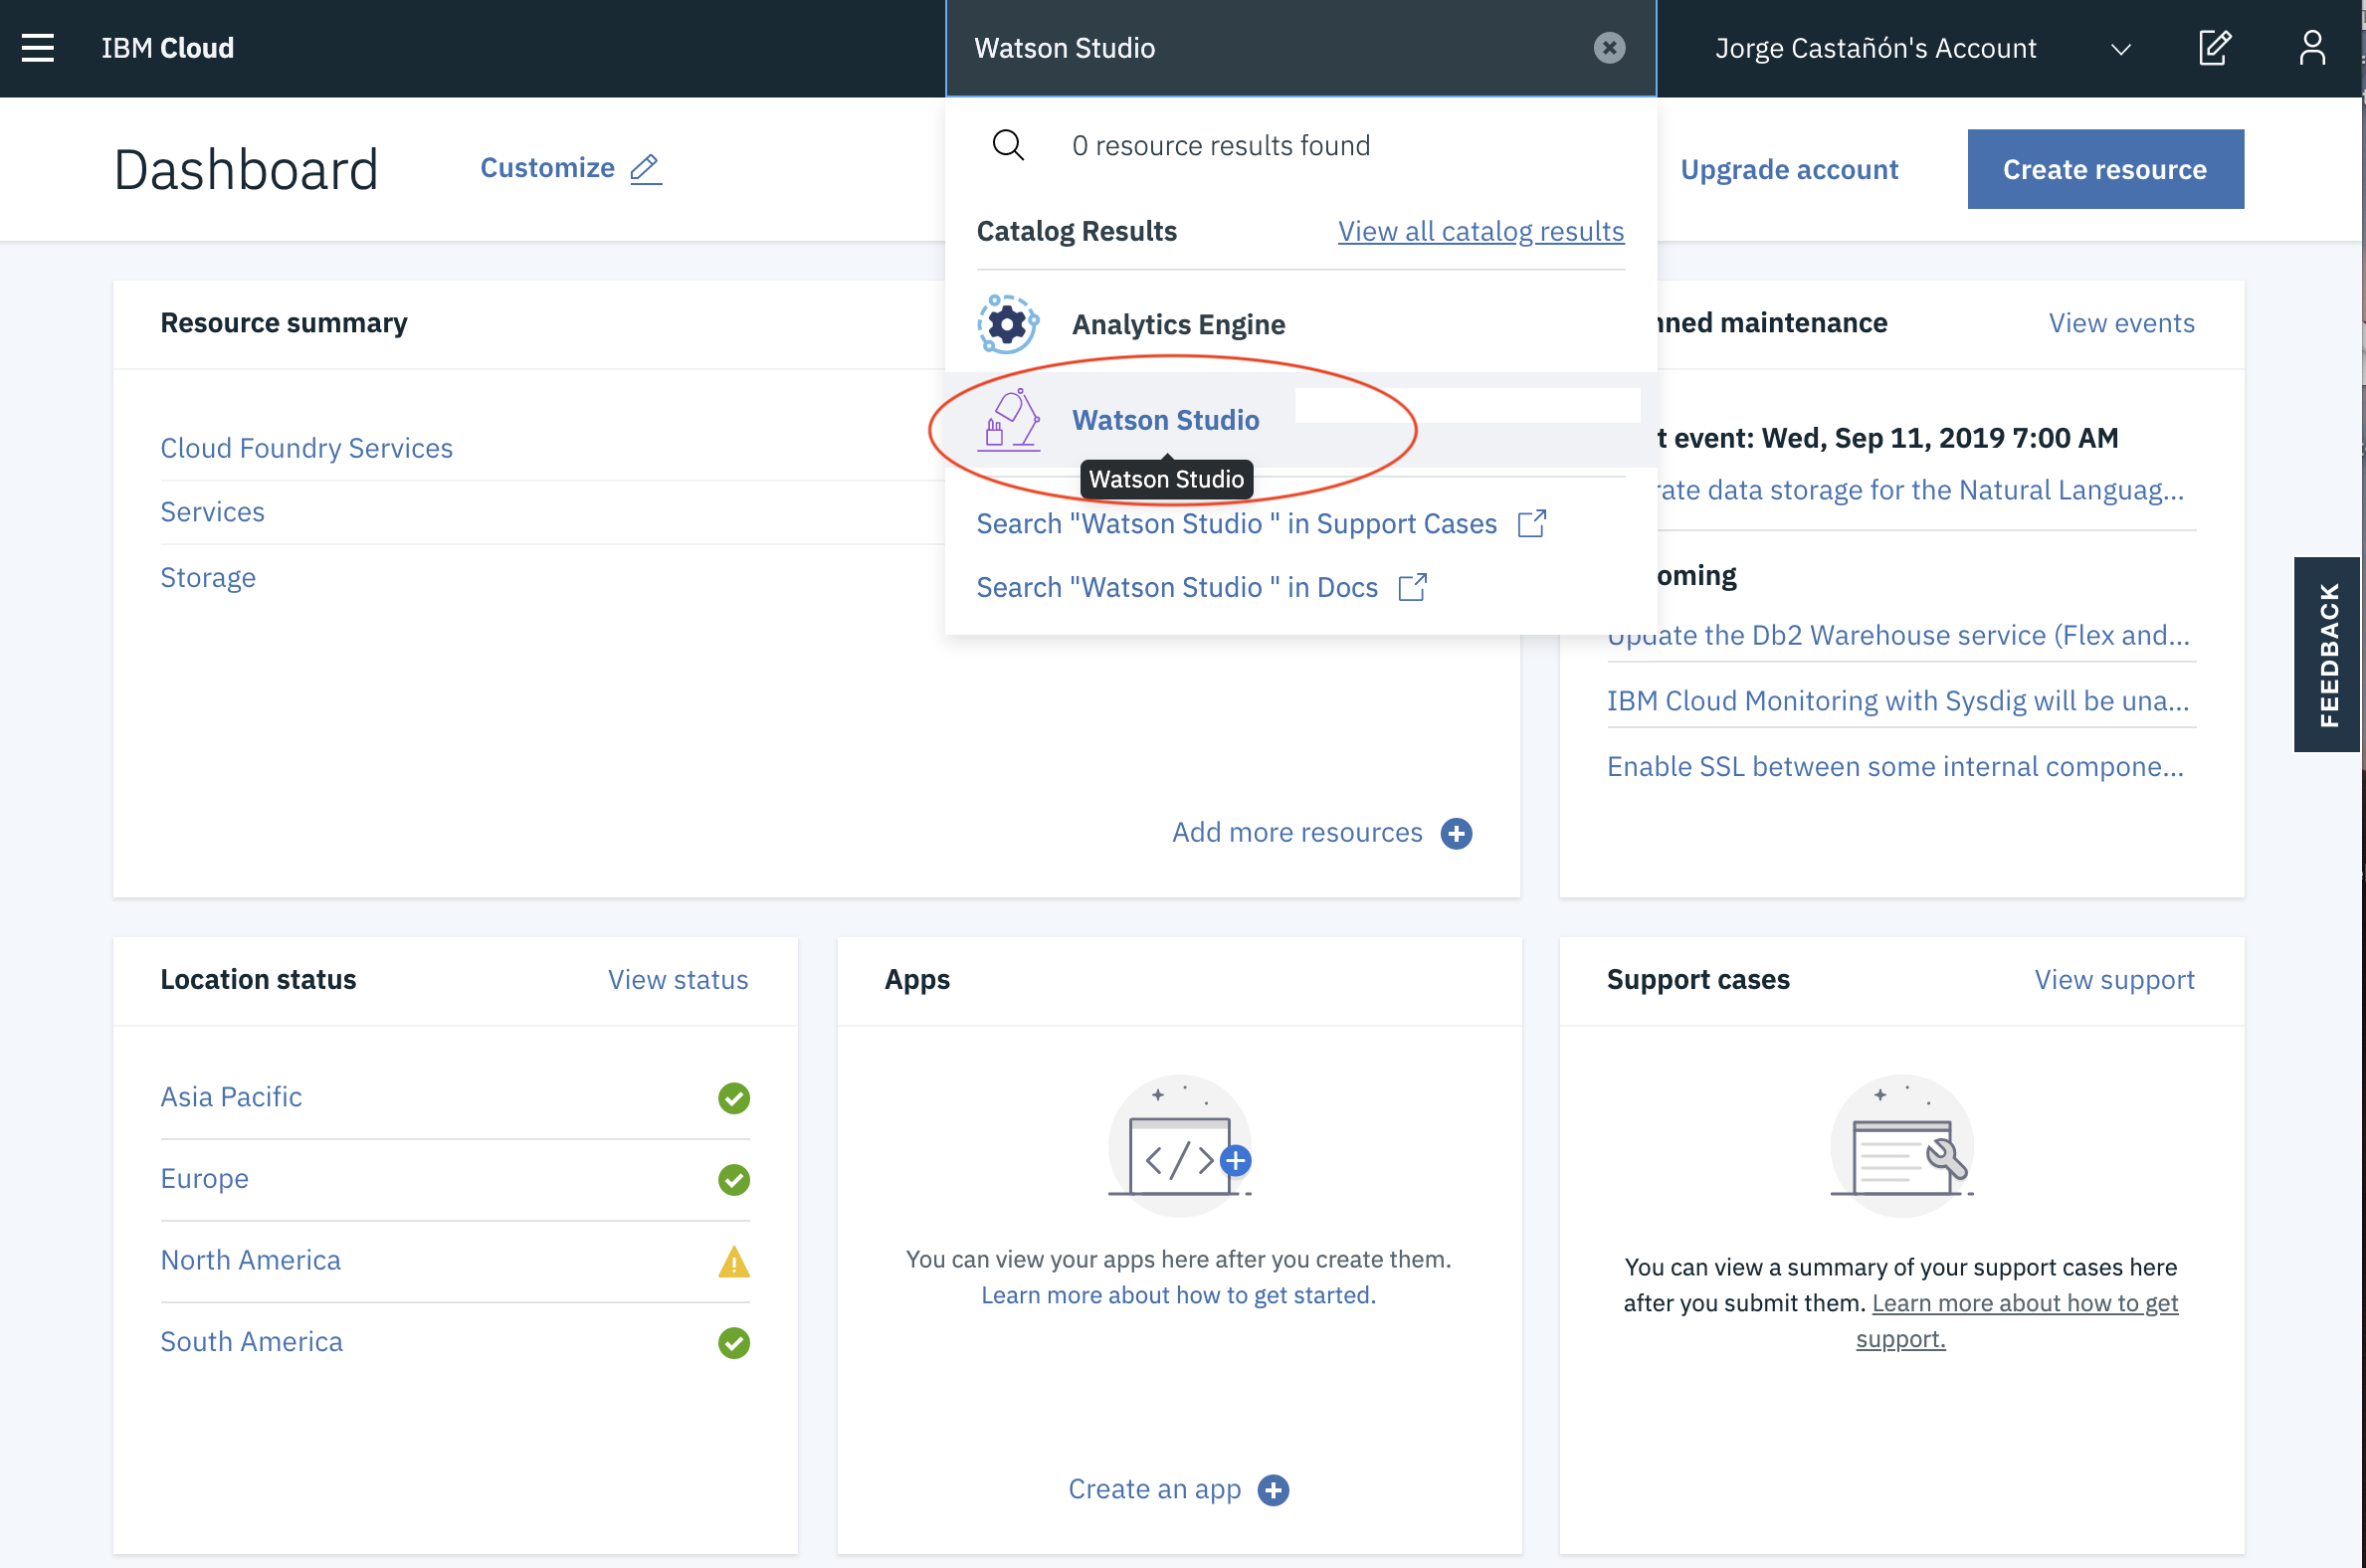 IBM Cloud
Watson Studio
Jorge Castañón's Account
Dashboard
Customize
0 resource results found
Upgrade account
Create resource
Catalog Results
View all catalog results
Analytics Engine
Watson Studio
Watson Studio
Search "Watson Studio " in Support Cases
Search "Watson Studio " in Docs
Resource summary
Cloud Foundry Services
Services
Storage
Add more resources
nned maintenance
View events
t event: Wed, Sep 11, 2019 7:00 AM
rate data storage for the Natural Languag...
oming
Update the Db2 Warehouse service (Flex and...
IBM Cloud Monitoring with Sysdig will be una...
Enable SSL between some internal compone...
FEEDBACK
Location status
View status
Asia Pacific
Europe
North America
South America
Apps
You can view your apps here after you create them.
Learn more about how to get started.
Create an app
Support cases
View support
You can view a summary of your support cases here
after you submit them. Learn more about how to get
support.